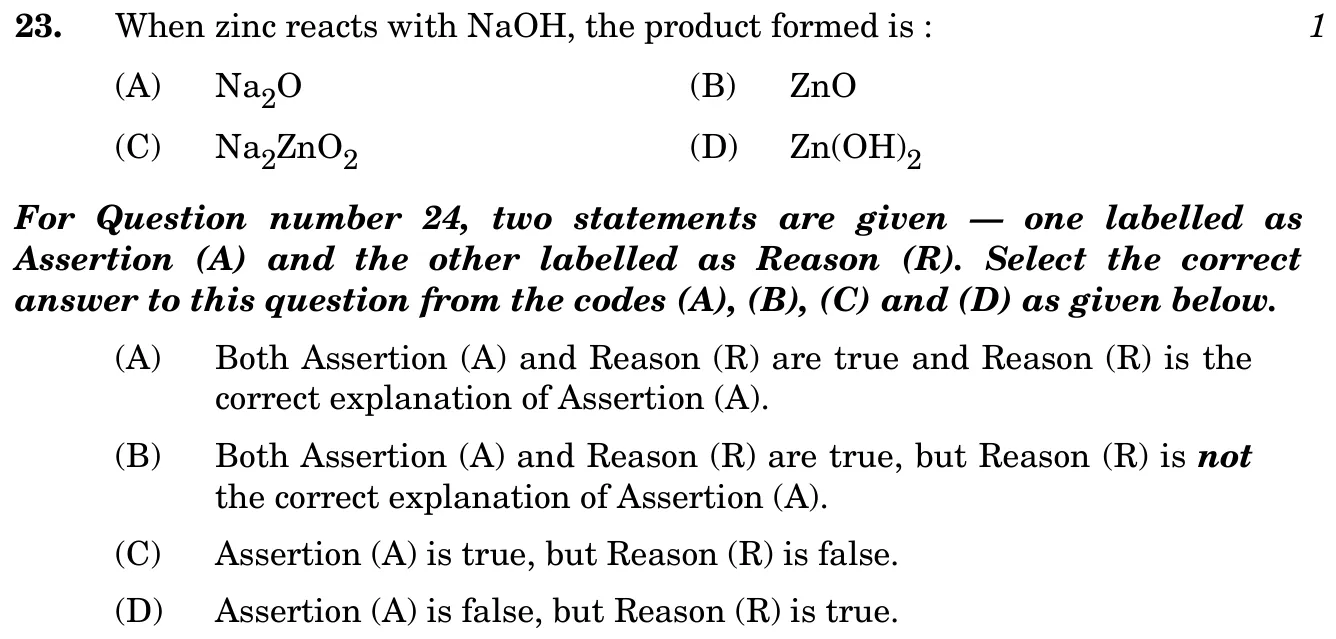 23. When zinc reacts with NaOH, the product formed is : 1
(A) Na₂O (B) ZnO
(C) Na₂ZnO₂ (D) Zn(OH)₂
For Question number 24, two statements are given — one labelled as
Assertion (A) and the other labelled as Reason (R). Select the correct
answer to this question from the codes (A), (B), (C) and (D) as given below.
(A) Both Assertion (A) and Reason (R) are true and Reason (R) is the
correct explanation of Assertion (A).
(B) Both Assertion (A) and Reason (R) are true, but Reason (R) is not
the correct explanation of Assertion (A).
(C) Assertion (A) is true, but Reason (R) is false.
(D) Assertion (A) is false, but Reason (R) is true.